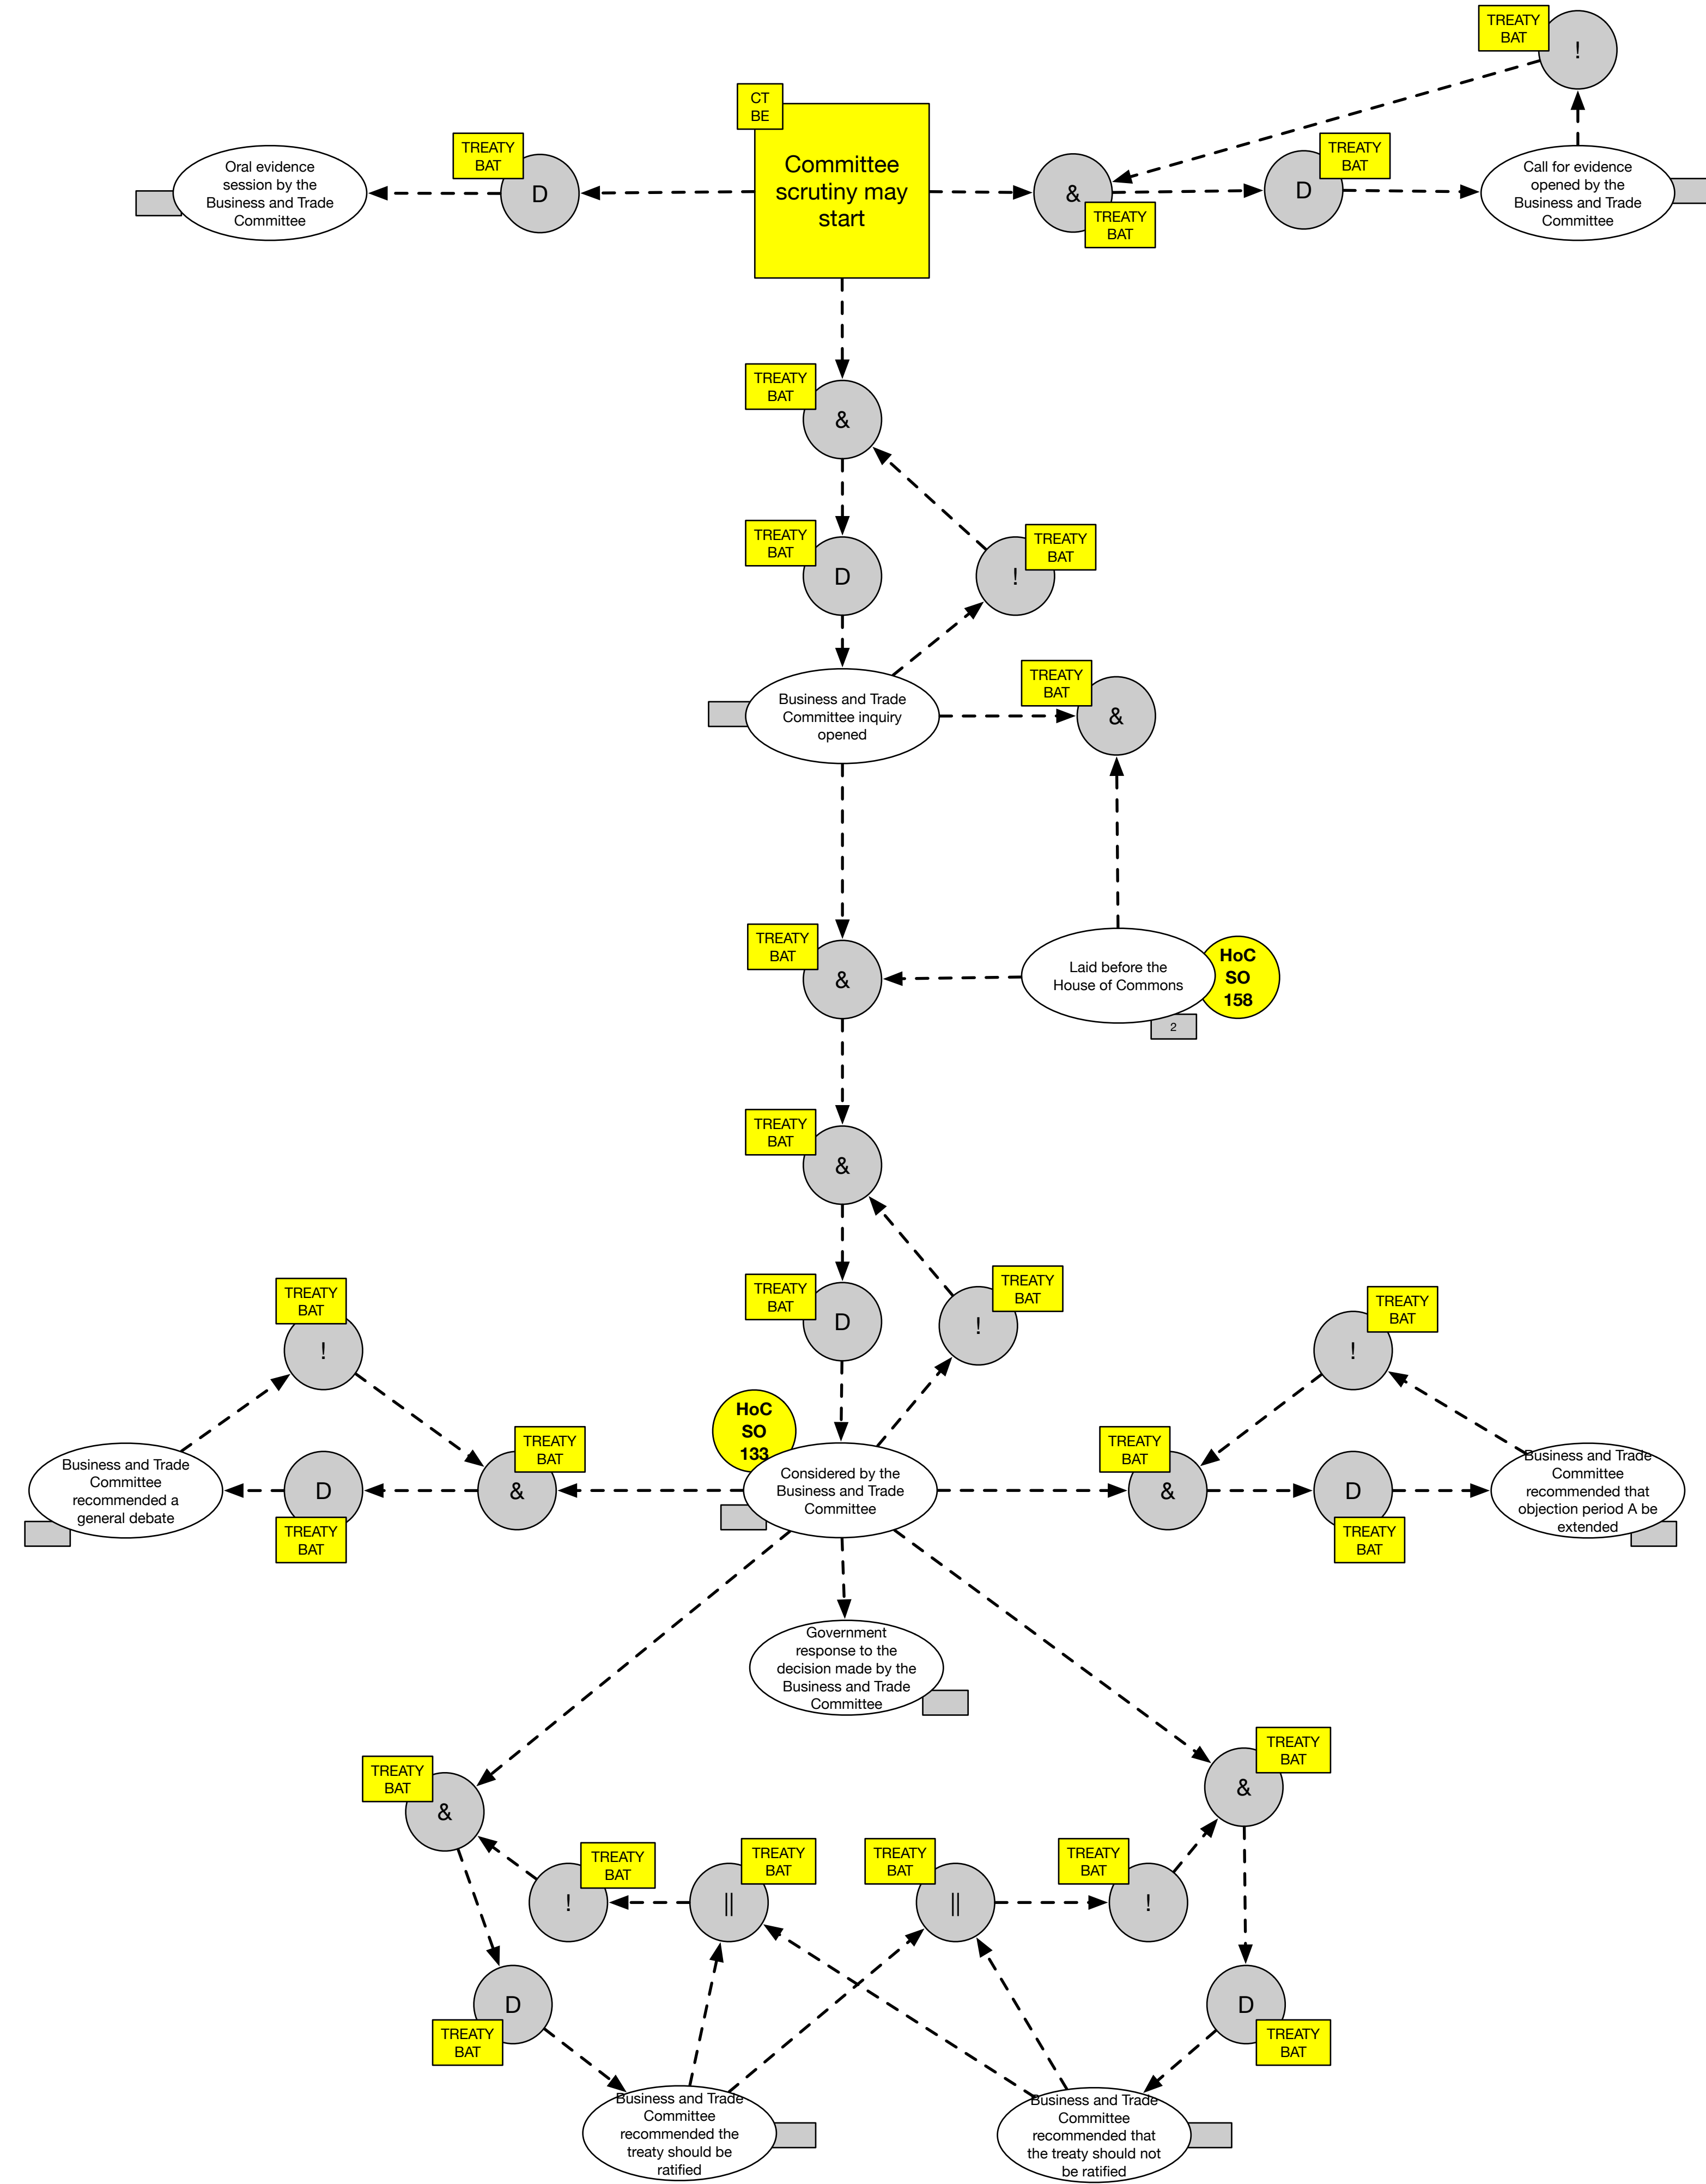 TREATY
BAT
!
CT
BE
Committee
scrutiny may
start
TREATY
BAT
D
Oral evidence
session by the
Business and Trade
Committee
&
TREATY
BAT
D
TREATY
BAT
Call for evidence
opened by the
Business and Trade
Committee
TREATY
BAT
&
TREATY
BAT
D
!
TREATY
BAT
Business and Trade
Committee inquiry
opened
TREATY
BAT
&
TREATY
BAT
&
Laid before the
House of Commons
HoC
SO
158
2
TREATY
BAT
&
TREATY
BAT
D
!
TREATY
BAT
TREATY
BAT
!
TREATY
BAT
!
HoC
SO
133
Considered by the
Business and Trade
Committee
TREATY
BAT
&
D
TREATY
BAT
Business and Trade
Committee
recommended a
general debate
TREATY
BAT
&
D
TREATY
BAT
Business and Trade
Committee
recommended that
objection period A be
extended
Government
response to the
decision made by the
Business and Trade
Committee
TREATY
BAT
&
TREATY
BAT
&
TREATY
BAT
!
TREATY
BAT
||
TREATY
BAT
||
TREATY
BAT
!
D
TREATY
BAT
D
TREATY
BAT
Business and Trade
Committee
recommended the
treaty should be
ratified
Business and Trade
Committee
recommended that
the treaty should not
be ratified